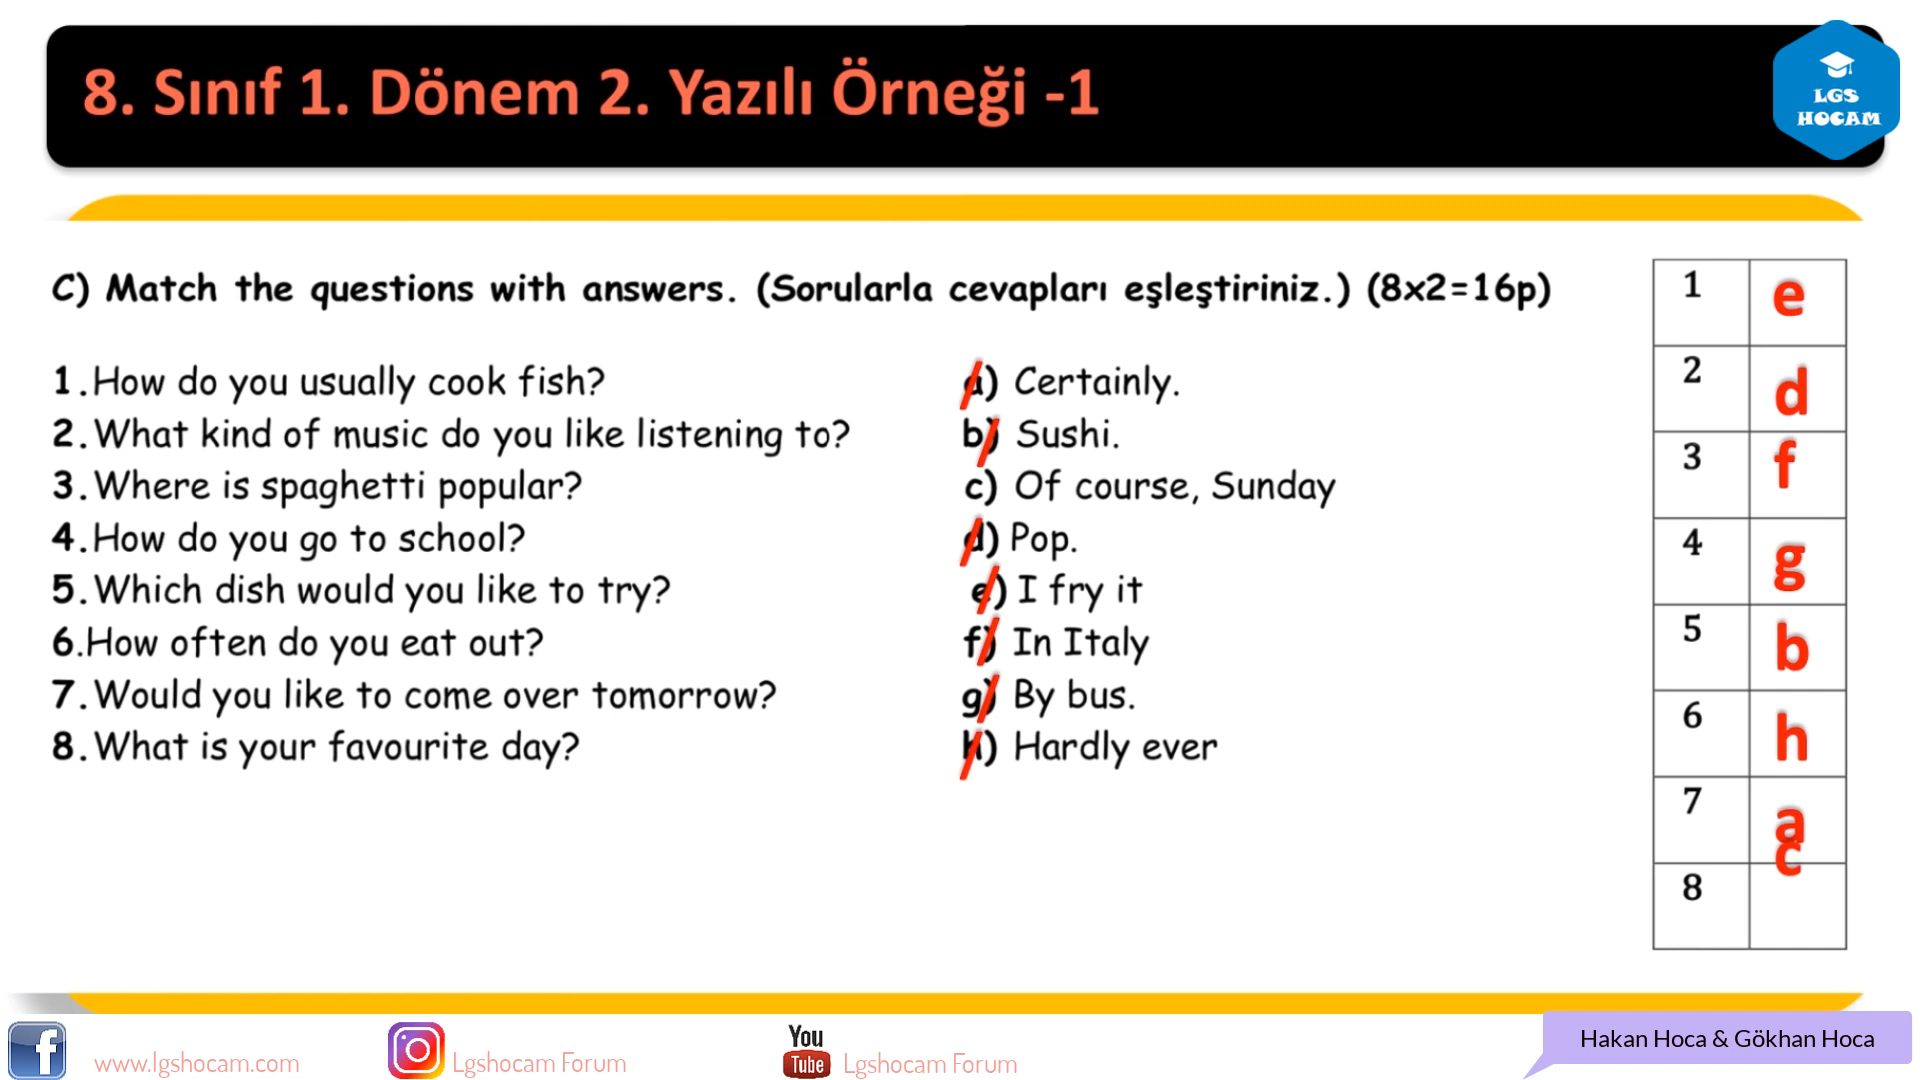 8. Sınıf 1. Dönem 2. Yazılı Örneği -1
LGS
HOCAM
C) Match the questions with answers. (Sorularla cevapları eşleştiriniz.) (8x2=16p)
1.How do you usually cook fish?
2.What kind of music do you like listening to?
3.Where is spaghetti popular?
4.How do you go to school?
5.Which dish would you like to try?
6.How often do you eat out?
7.Would you like to come over tomorrow?
8.What is your favourite day?
a) Certainly.
b) Sushi.
c) Of course, Sunday
d) Pop.
e) I fry it
f) In Italy
g) By bus.
h) Hardly ever
1 e
2 d
3 f
4 g
5 b
6 h
7 a
c
8
www.lgshocam.com
Lgshocam Forum
You
Tube
Lgshocam Forum
Hakan Hoca & Gökhan Hoca